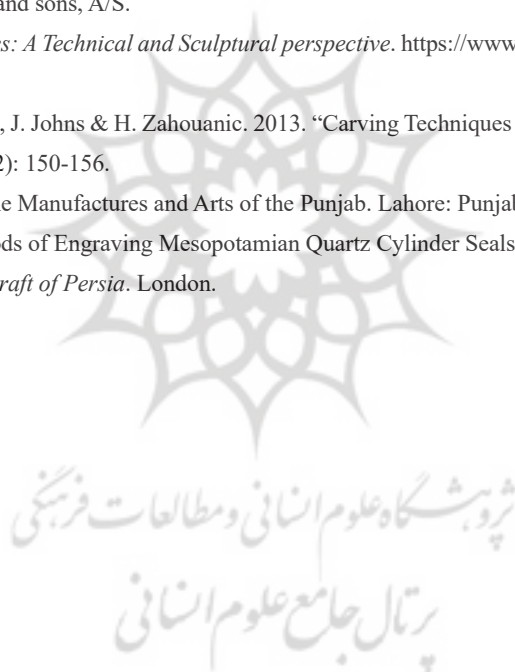 and sons, A/S.
s: A Technical and Sculptural perspective. https://www
, J. Johns & H. Zahouanic. 2013. “Carving Techniques
2): 150-156.
e Manufactures and Arts of the Punjab. Lahore: Punjab
ods of Engraving Mesopotamian Quartz Cylinder Seals
raft of Persia. London.
پژوهشگاه علوم انسانی و مطالعات فرهنگی
پرتال جامع علوم انسانی